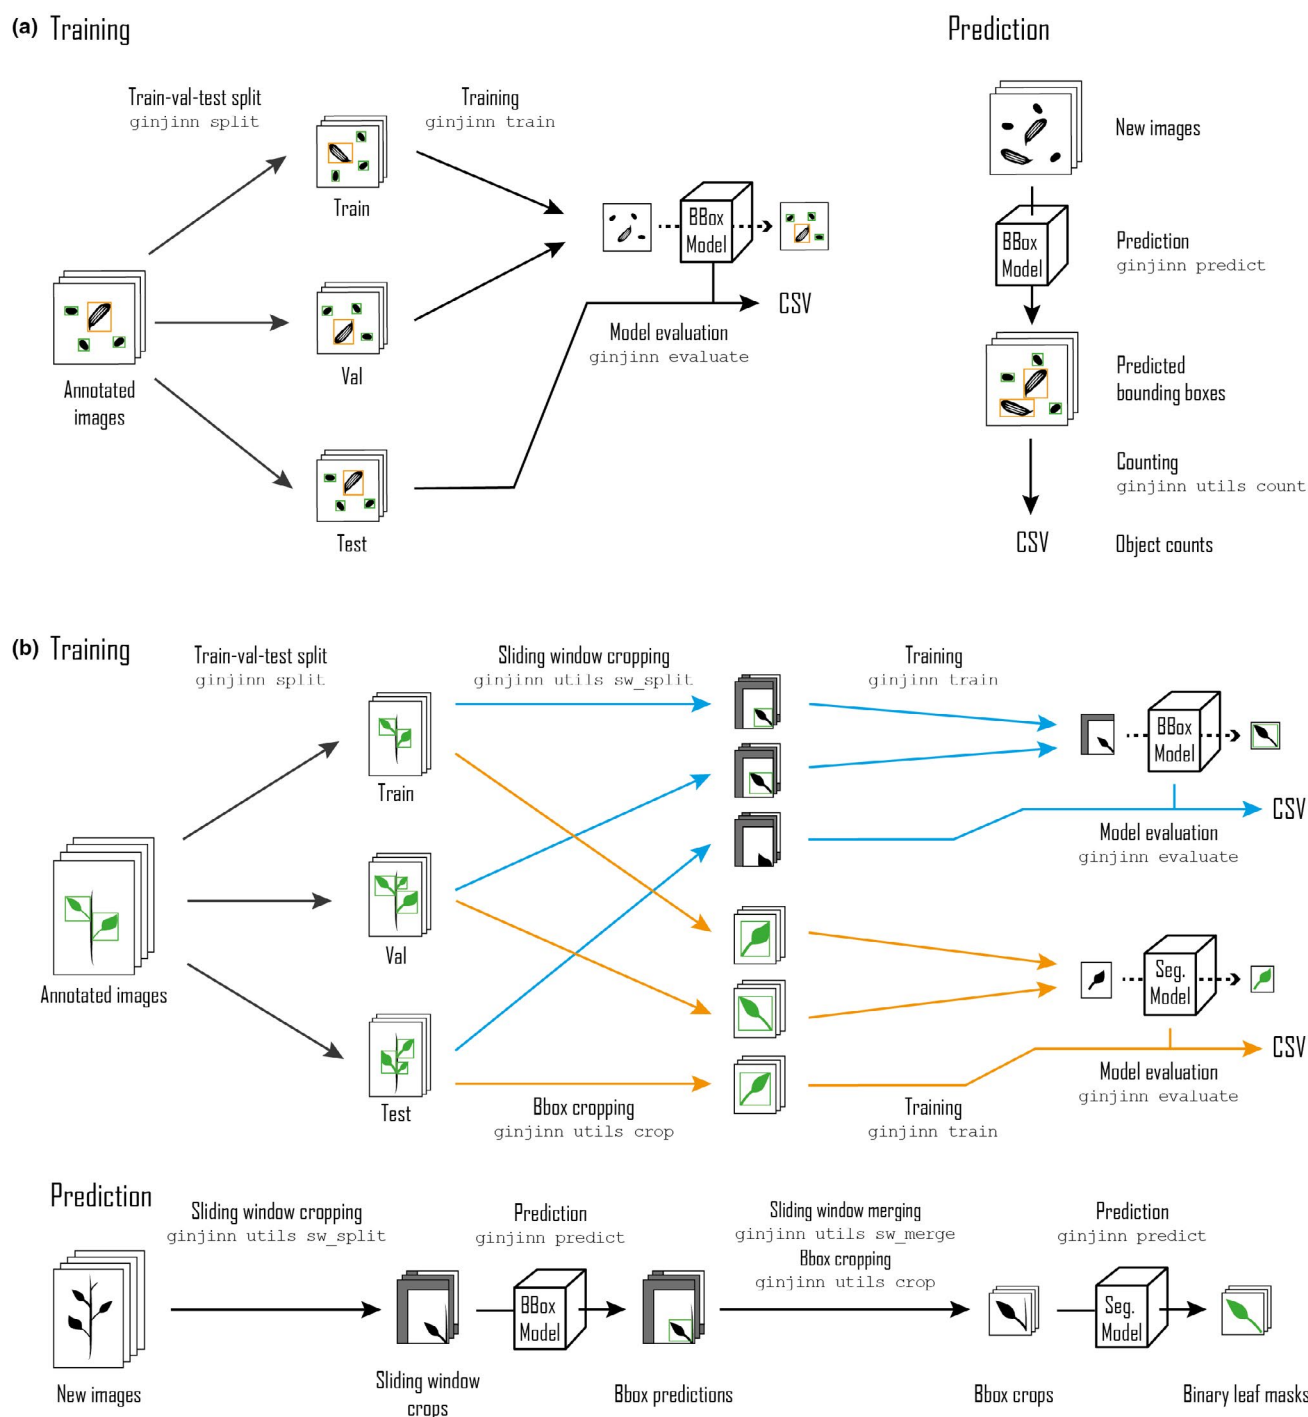 (a) Training
Prediction
Train-val-test split
ginjinn split
Training
ginjinn train
New images
Train
BBox
Model
BBox
Model
Prediction
ginjinn predict
CSV
Model evaluation
ginjinn evaluate
Val
Annotated
images
Predicted
bounding boxes
Counting
ginjinn utils count
Test
CSV
Object counts
(b) Training
Train-val-test split
ginjinn split
Sliding window cropping
ginjinn utils sw_split
Training
ginjinn train
BBox
Model
Train
CSV
Model evaluation
ginjinn evaluate
Val
Annotated images
Seg.
Model
CSV
Model evaluation
ginjinn evaluate
Test
Bbox cropping
ginjinn utils crop
Training
ginjinn train
Prediction
Sliding window cropping
ginjinn utils sw_split
Prediction
ginjinn predict
Sliding window merging
ginjinn utils sw_merge
Bbox cropping
ginjinn utils crop
Prediction
ginjinn predict
BBox
Model
Seg.
Model
New images
Sliding window
crops
Bbox predictions
Bbox crops
Binary leaf masks